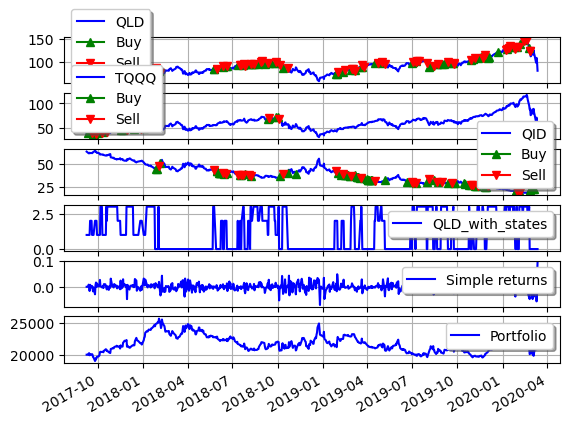 QLD
Buy
Sell
150
100
TQQQ
Buy
Sell
100
50
QID
Buy
Sell
50
25
QLD_with_states
2.5
0.0
Simple returns
0.1
0.0
Portfolio
25000
20000
2017-10
2018-01
2018-04
2018-07
2018-10
2019-01
2019-04
2019-07
2019-10
2020-01
2020-04